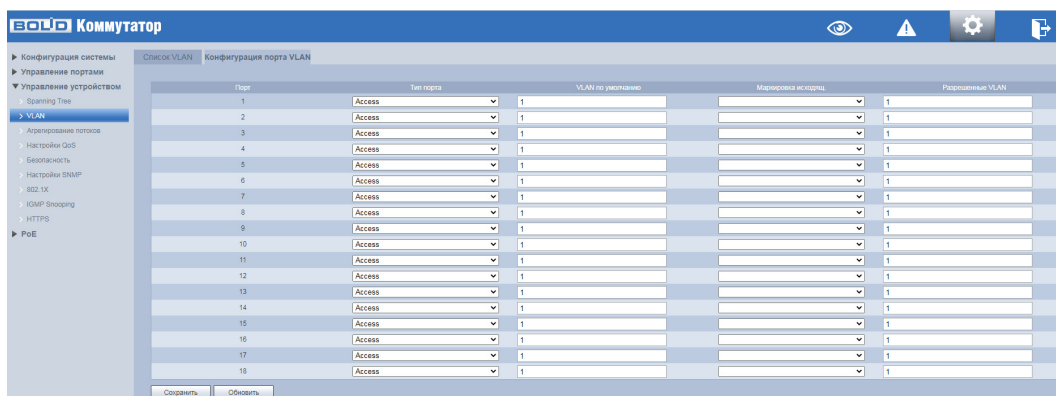 BOLID Коммутатор
Конфигурация системы
Управление портами
Управление устройством
Spanning Tree
VLAN
Агрегирование потоков
Настройки QoS
Безопасность
Настройки SNMP
802.1X
IGMP Snooping
HTTPS
PoE
Список VLAN Конфигурация порта VLAN
Порт Тип порта VLAN по умолчанию Маркировка исходящ. Разрешенные VLAN
1 Access 1 1
2 Access 1 1
3 Access 1 1
4 Access 1 1
5 Access 1 1
6 Access 1 1
7 Access 1 1
8 Access 1 1
9 Access 1 1
10 Access 1 1
11 Access 1 1
12 Access 1 1
13 Access 1 1
14 Access 1 1
15 Access 1 1
16 Access 1 1
17 Access 1 1
18 Access 1 1
Сохранить Обновить